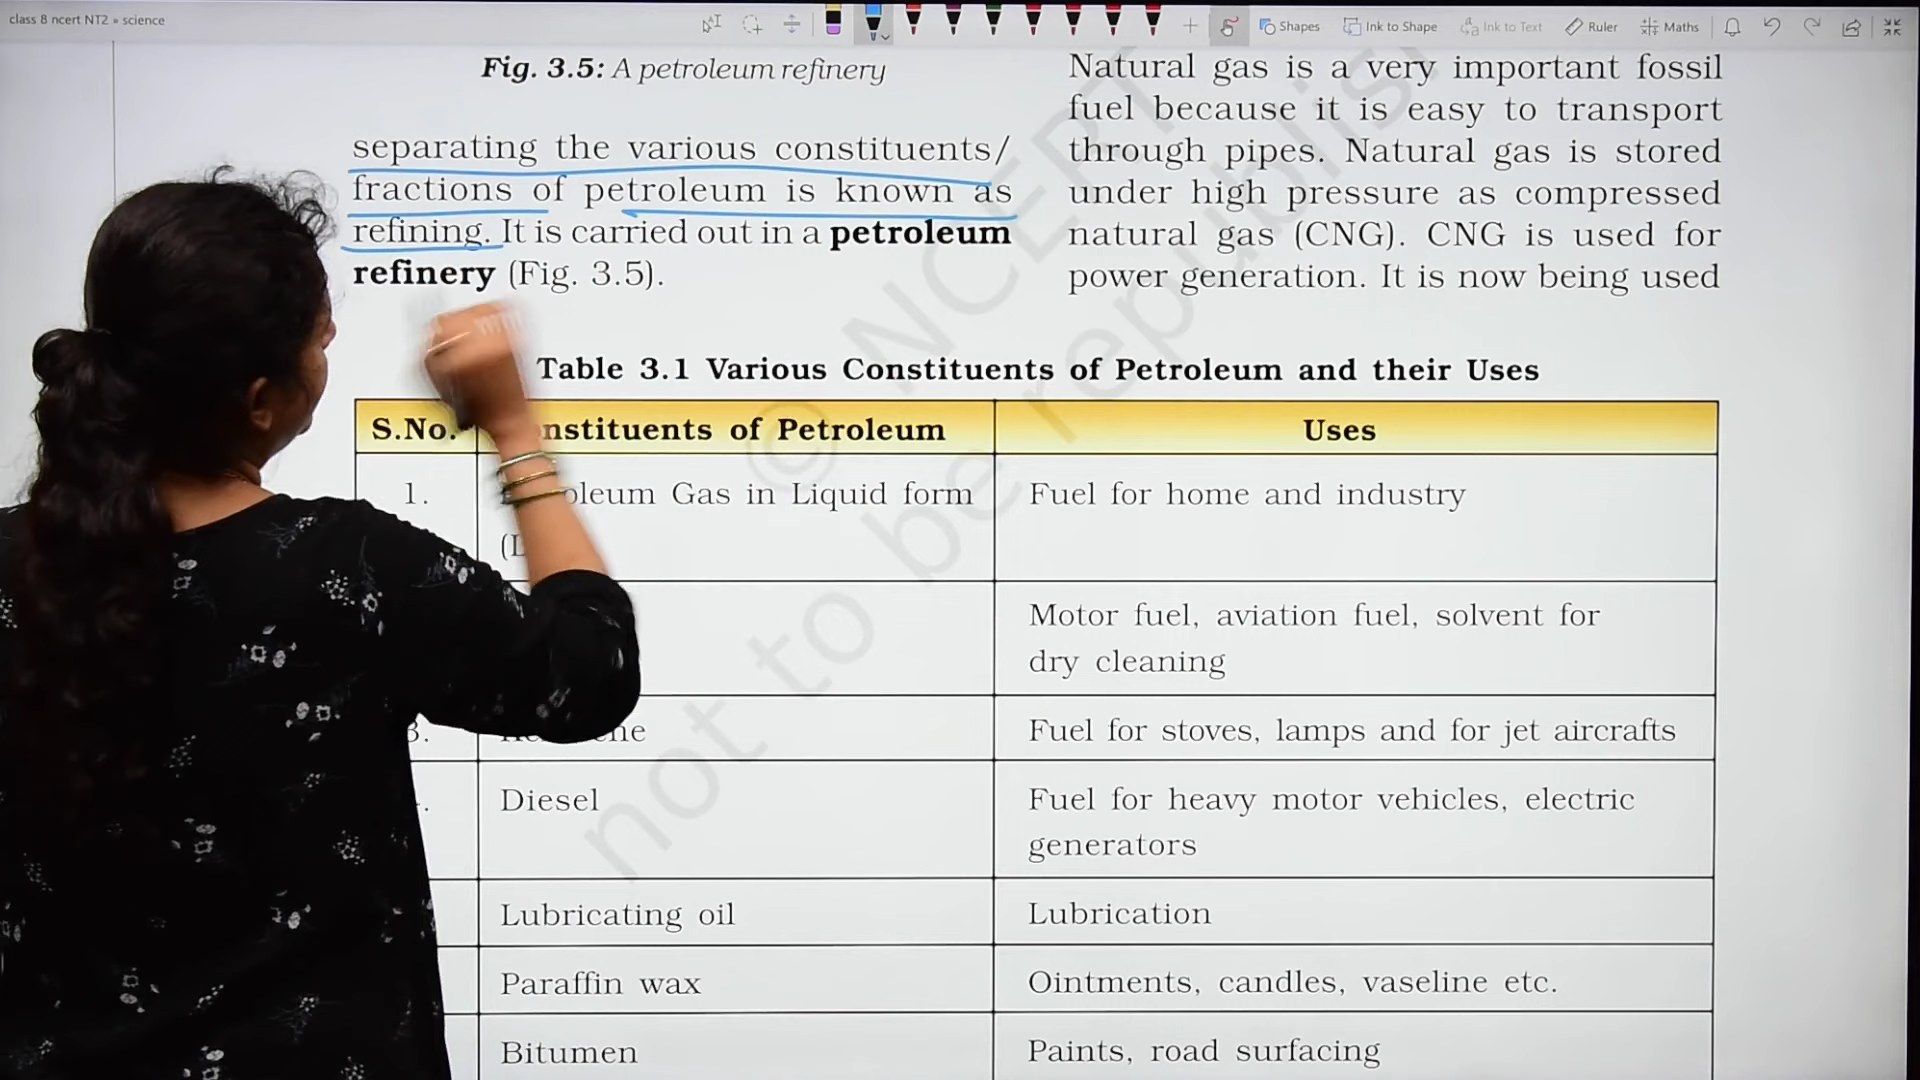 class 8 ncert NT2 » science
Shapes
Ink to Shape
Ink to Text
Ruler
Maths
Fig. 3.5: A petroleum refinery
separating the various constituents/
fractions of petroleum is known as
refining. It is carried out in a petroleum
refinery (Fig. 3.5).
Natural gas is a very important fossil
fuel because it is easy to transport
through pipes. Natural gas is stored
under high pressure as compressed
natural gas (CNG). CNG is used for
power generation. It is now being used
Table 3.1 Various Constituents of Petroleum and their Uses
S.No. of Petroleum Uses
1. Gas in Liquid form Fuel for home and industry
Motor fuel, aviation fuel, solvent for
dry cleaning
Fuel for stoves, lamps and for jet aircrafts
Diesel Fuel for heavy motor vehicles, electric
generators
Lubricating oil Lubrication
Paraffin wax Ointments, candles, vaseline etc.
Bitumen Paints, road surfacing
© NCERT
not to be republis